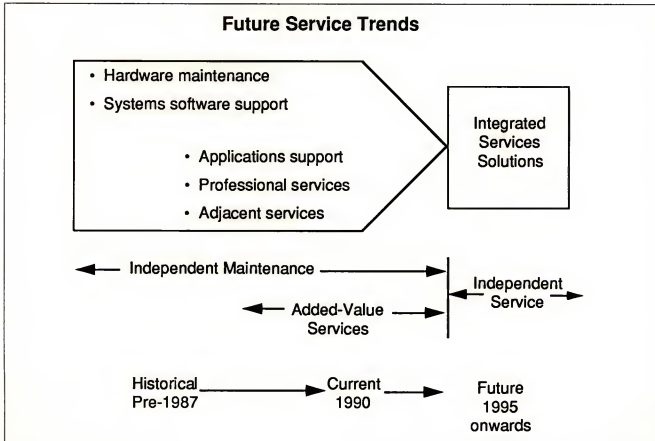 Future Service Trends
• Hardware maintenance
• Systems software support
• Applications support
• Professional services
• Adjacent services
Integrated
Services
Solutions
Independent Maintenance
Independent
Service
Added-Value
Services
Historical
Pre-1987
Current
1990
Future
1995
onwards